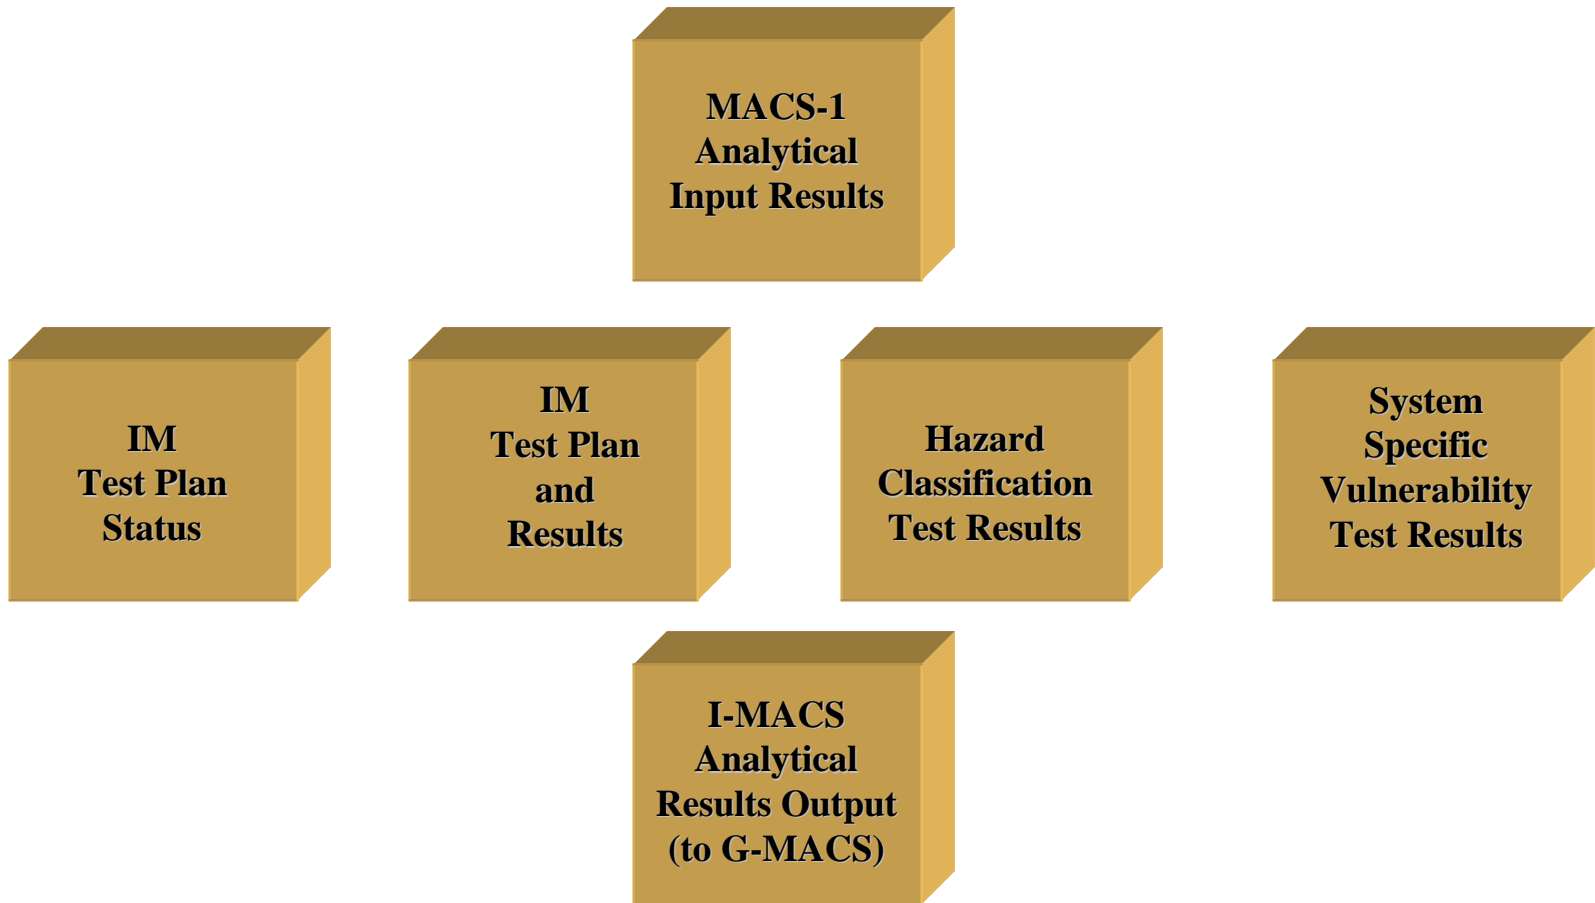 MACS-1
Analytical
Input Results
IM
Test Plan
Status
IM
Test Plan
and
Results
Hazard
Classification
Test Results
System
Specific
Vulnerability
Test Results
I-MACS
Analytical
Results Output
(to G-MACS)